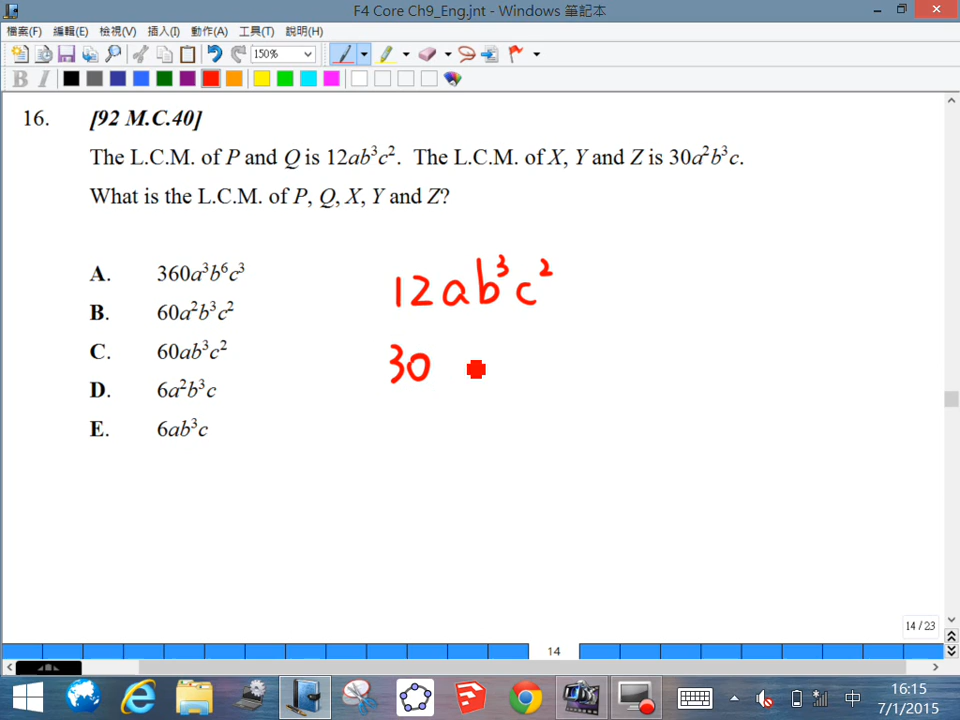 F4 Core Ch9_Eng.jnt - Windows 筆記本
檔案(F) 編輯(E) 檢視(V) 插入(I) 動作(A) 工具(T) 說明(H)
150%
B I
16. [92 M.C.40]
The L.C.M. of P and Q is 12ab³c². The L.C.M. of X, Y and Z is 30a²b³c.
What is the L.C.M. of P, Q, X, Y and Z?
A. 360a³b⁶c³
B. 60a²b³c²
C. 60ab³c²
D. 6a²b³c
E. 6ab³c
12ab³c²
30
14 / 23
14
中
16:15
7/1/2015